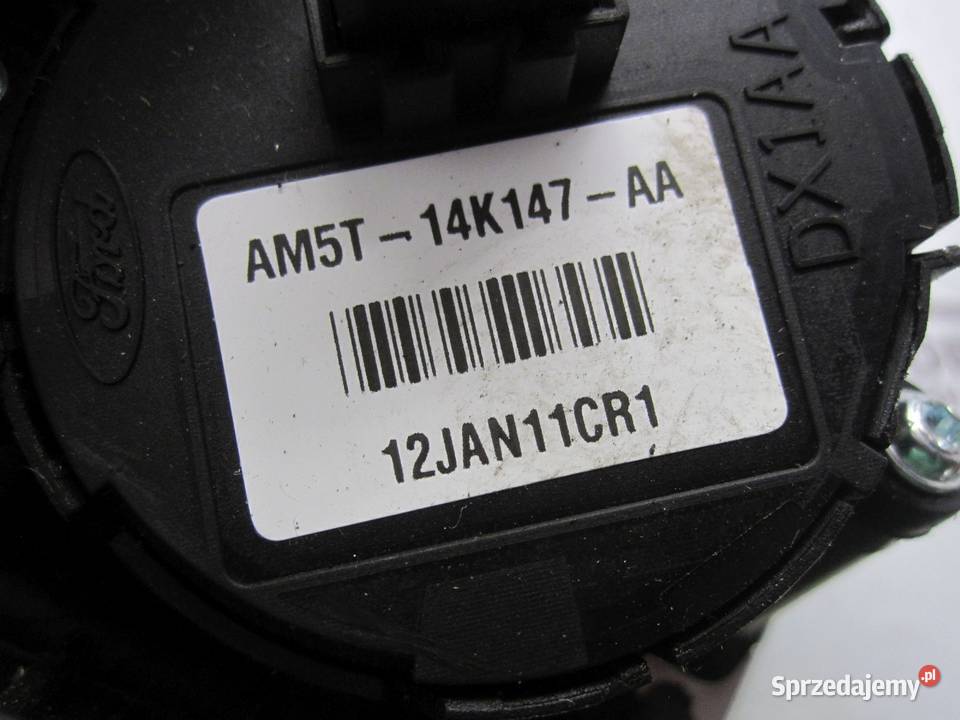 DX1AA
Ford
AM5T-14K147-AA
12JAN11CR1
Sprzedajemy.pl